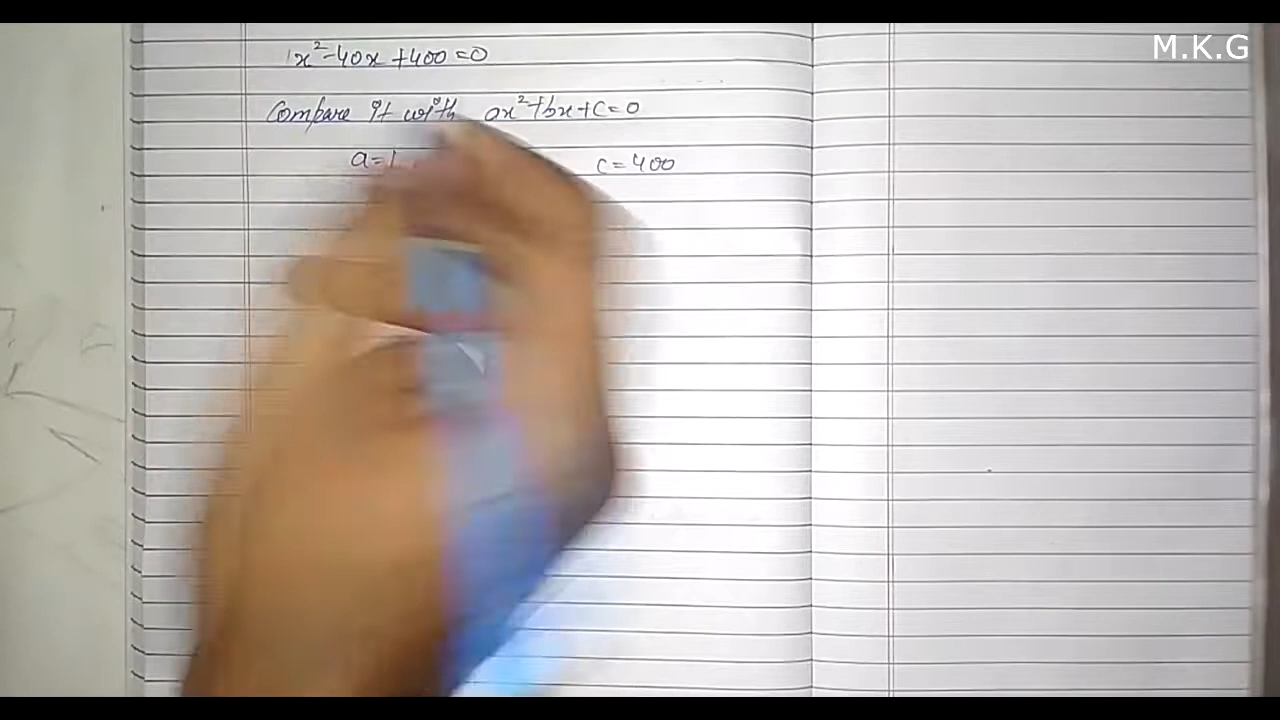 x²-40x+400=0
M.K.G
Compare it with ax²+bx+c=0
a=1 c=400